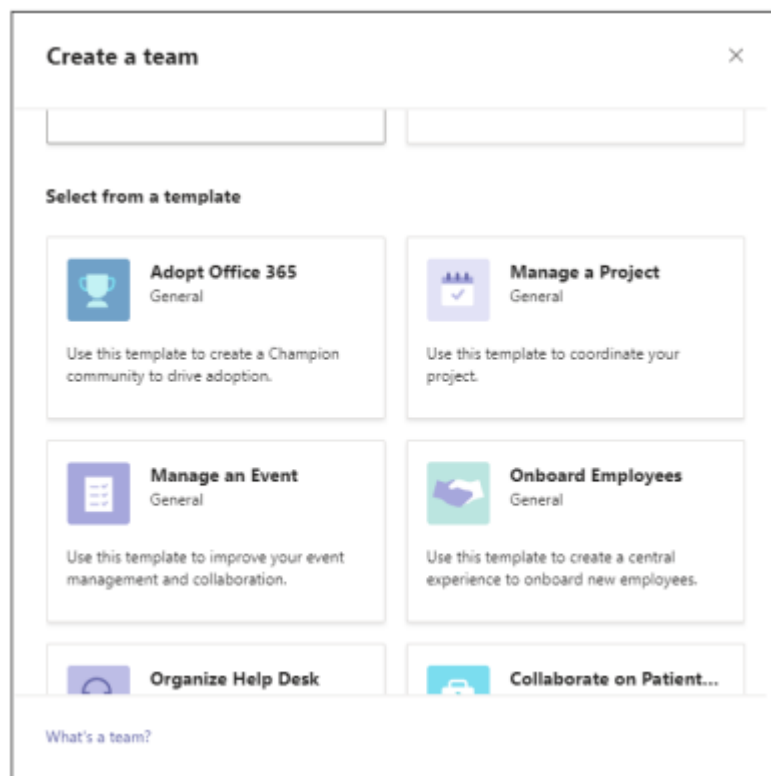 Create a team
Select from a template
Adopt Office 365
General
Use this template to create a Champion
community to drive adoption.
Manage a Project
General
Use this template to coordinate your
project.
Manage an Event
General
Use this template to improve your event
management and collaboration.
Onboard Employees
General
Use this template to create a central
experience to onboard new employees.
Organize Help Desk
Collaborate on Patient...
What's a team?